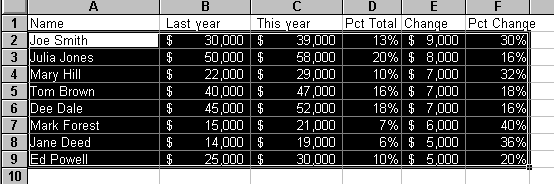 A B C D E F
1 Name Last year This year Pct Total Change Pct Change
2 Joe Smith $ 30,000 $ 39,000 13% $ 9,000 30%
3 Julia Jones $ 50,000 $ 58,000 20% $ 8,000 16%
4 Mary Hill $ 22,000 $ 29,000 10% $ 7,000 32%
5 Tom Brown $ 40,000 $ 47,000 16% $ 7,000 18%
6 Dee Dale $ 45,000 $ 52,000 18% $ 7,000 16%
7 Mark Forest $ 15,000 $ 21,000 7% $ 6,000 40%
8 Jane Deed $ 14,000 $ 19,000 6% $ 5,000 36%
9 Ed Powell $ 25,000 $ 30,000 10% $ 5,000 20%
10